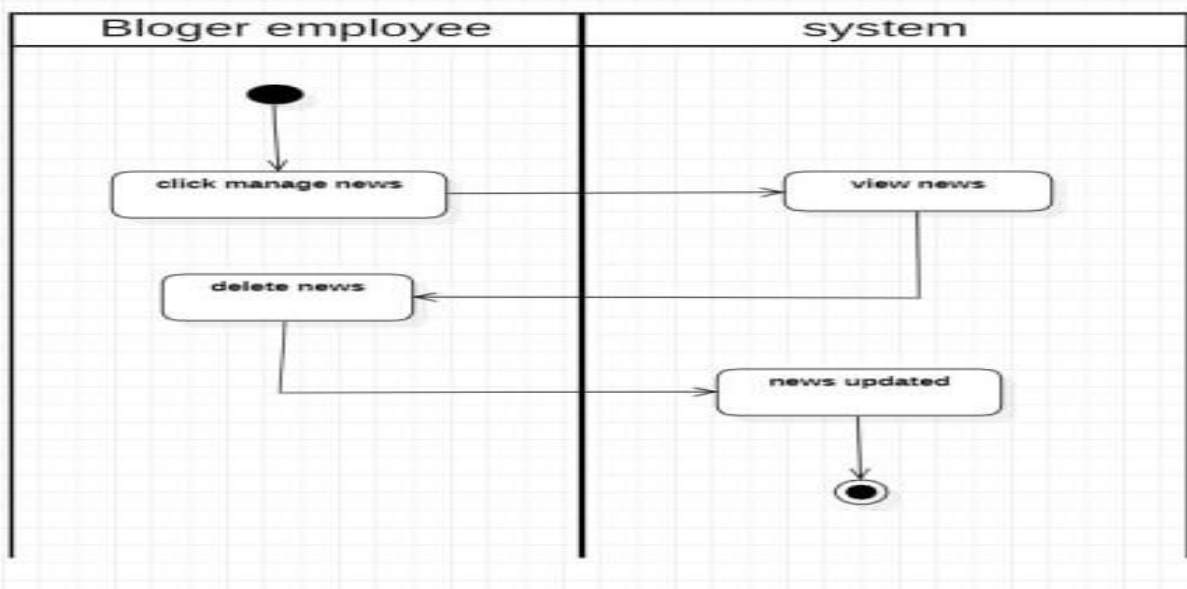 Bloger employee
system
click manage news
view news
delete news
news updated